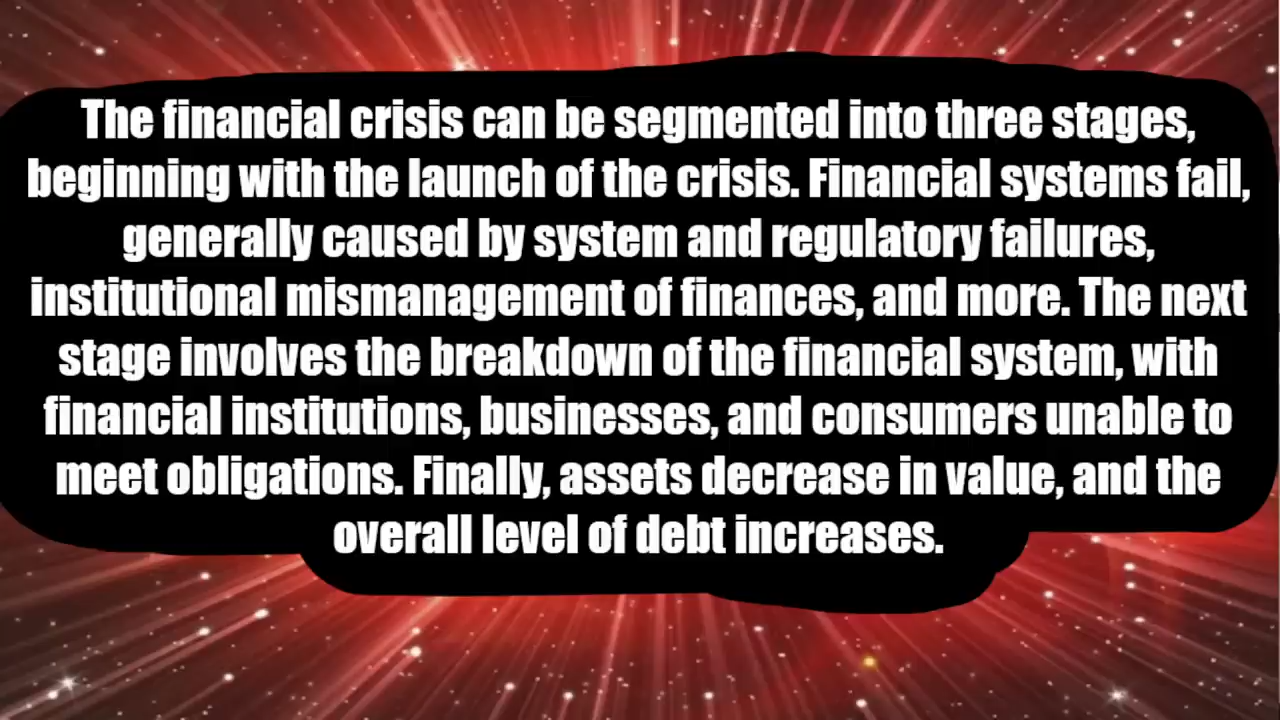 The financial crisis can be segmented into three stages,
beginning with the launch of the crisis. Financial systems fail,
generally caused by system and regulatory failures,
institutional mismanagement of finances, and more. The next
stage involves the breakdown of the financial system, with
financial institutions, businesses, and consumers unable to
meet obligations. Finally, assets decrease in value, and the
overall level of debt increases.